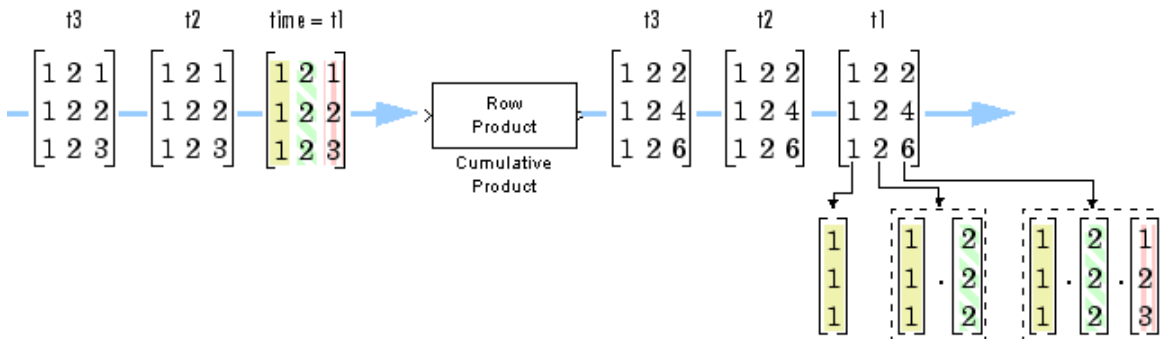 t3 t2 time = t1 t3 t2 t1
1 2 1 1 2 1 1 2 1 1 2 2 1 2 2 1 2 2
1 2 2 1 2 2 1 2 2 Row Product 1 2 4 1 2 4 1 2 4
1 2 3 1 2 3 1 2 3 1 2 6 1 2 6 1 2 6
Cumulative
Product
1 1 2 1 2 1
1 1 . 2 1 . 2 . 2
1 1 2 1 2 3